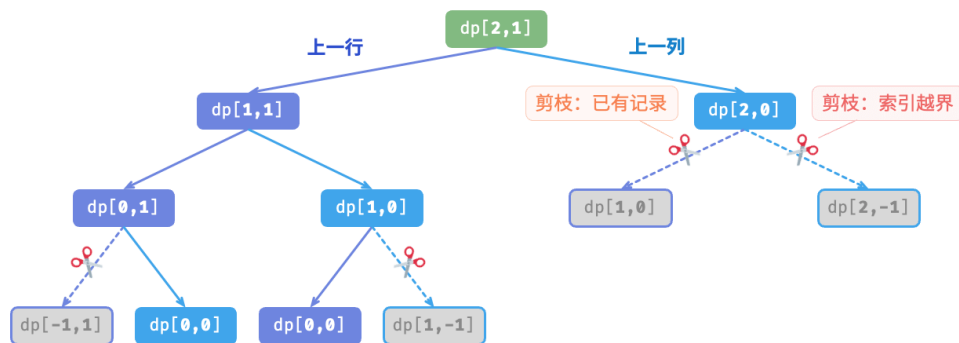 dp[2,1]
上一行
上一列
dp[1,1]
剪枝：已有记录
dp[2,0]
剪枝：索引越界
dp[0,1]
dp[1,0]
dp[1,0]
dp[2,-1]
dp[-1,1]
dp[0,0]
dp[0,0]
dp[1,-1]